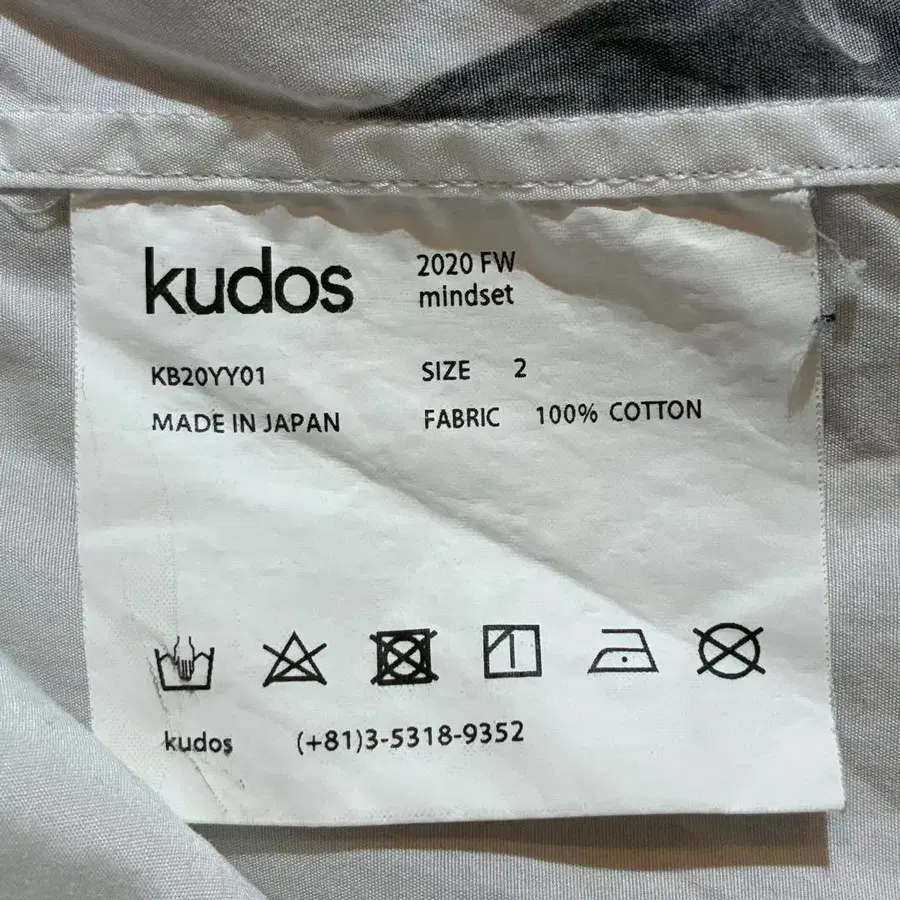 kudos
2020 FW
mindset
KB20YY01
SIZE 2
MADE IN JAPAN
FABRIC 100% COTTON
kudos (+81)3-5318-9352